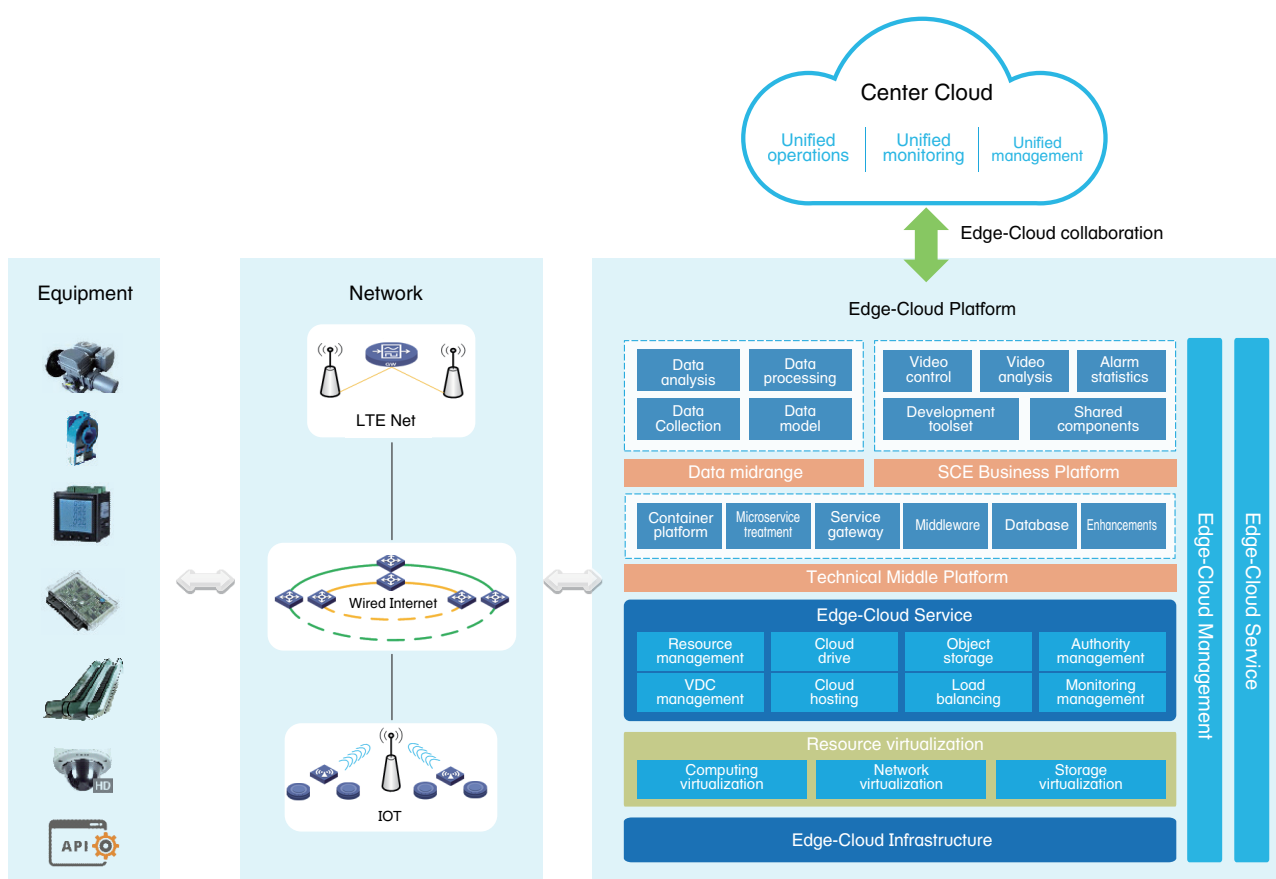 Center Cloud
Unified
operations
Unified
monitoring
Unified
management
Edge-Cloud collaboration
Equipment
HD
API
Network
GW
LTE Net
Wired Internet
IOT
Edge-Cloud Platform
Data
analysis
Data
processing
Data
Collection
Data
model
Data midrange
Video
control
Video
analysis
Alarm
statistics
Development
toolset
Shared
components
SCE Business Platform
Container
platform
Microservice
treatment
Service
gateway
Middleware
Database
Enhancements
Technical Middle Platform
Edge-Cloud Service
Resource
management
Cloud
drive
Object
storage
Authority
management
VDC
management
Cloud
hosting
Load
balancing
Monitoring
management
Resource virtualization
Computing
virtualization
Network
virtualization
Storage
virtualization
Edge-Cloud Infrastructure
Edge-Cloud Management
Edge-Cloud Service